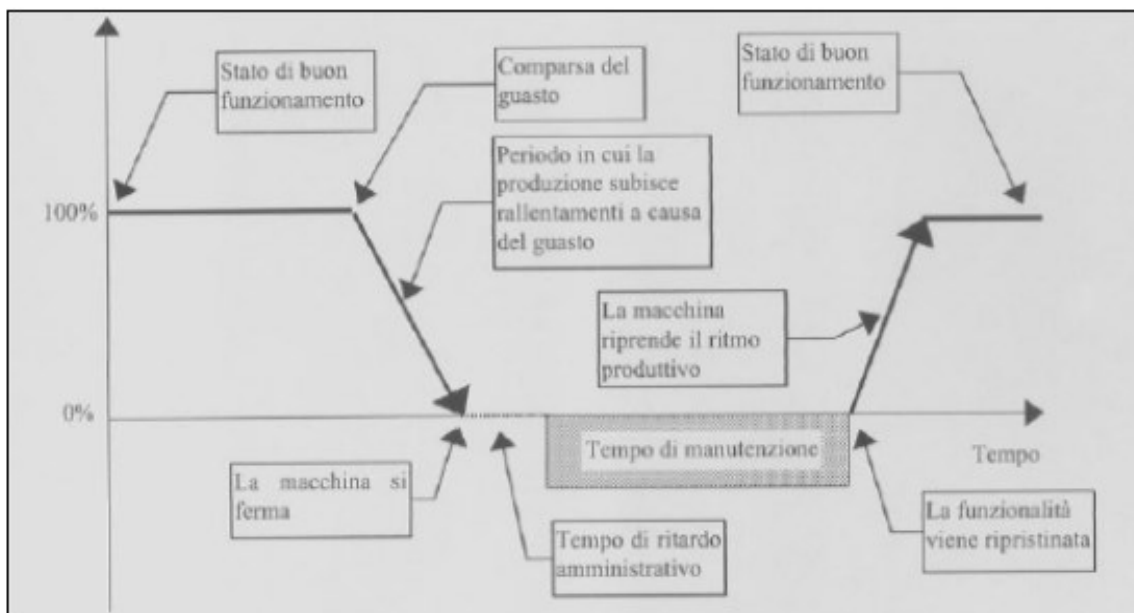 Stato di buon
funzionamento
Comparsa del
guasto
Stato di buon
funzionamento
Periodo in cui la
produzione subisce
rallentamenti a causa
del guasto
100%
La macchina
riprende il ritmo
produttivo
0%
Tempo di manutenzione
Tempo
La macchina si
ferma
Tempo di ritardo
amministrativo
La funzionalità
viene ripristinata